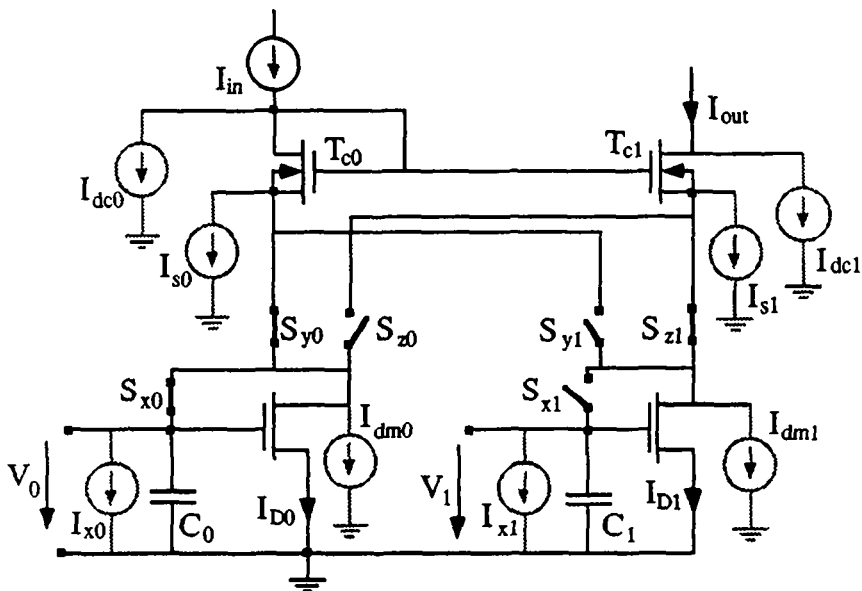 I_in
I_out
T_c0
T_c1
I_dc0
I_s0
I_s1
I_dc1
S_y0
S_z0
S_y1
S_z1
S_x0
S_x1
I_dm0
I_dm1
V_0
I_x0
C_0
I_D0
V_1
I_x1
C_1
I_D1